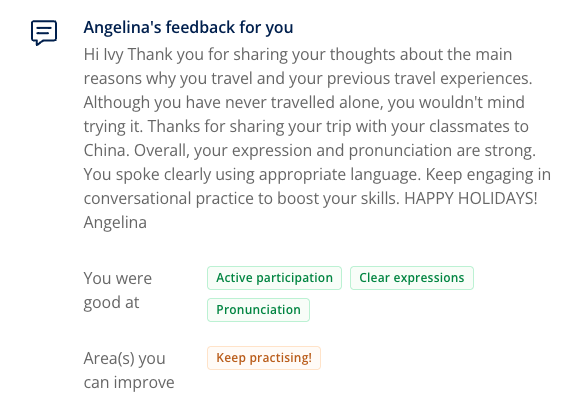 Angelina's feedback for you
Hi Ivy Thank you for sharing your thoughts about the main
reasons why you travel and your previous travel experiences.
Although you have never travelled alone, you wouldn't mind
trying it. Thanks for sharing your trip with your classmates to
China. Overall, your expression and pronunciation are strong.
You spoke clearly using appropriate language. Keep engaging in
conversational practice to boost your skills. HAPPY HOLIDAYS!
Angelina
You were
good at
Active participation
Clear expressions
Pronunciation
Area(s) you
can improve
Keep practising!